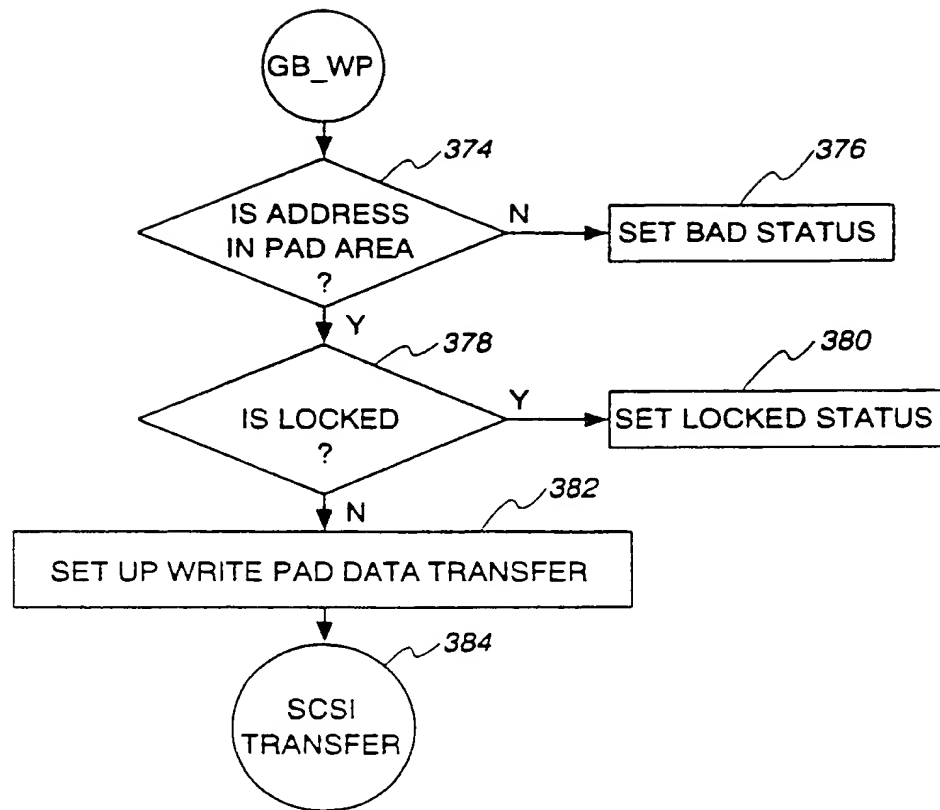 GB_WP
374
IS ADDRESS
IN PAD AREA
?
N
376
SET BAD STATUS
Y
378
IS LOCKED
?
Y
380
SET LOCKED STATUS
N
382
SET UP WRITE PAD DATA TRANSFER
384
SCSI
TRANSFER